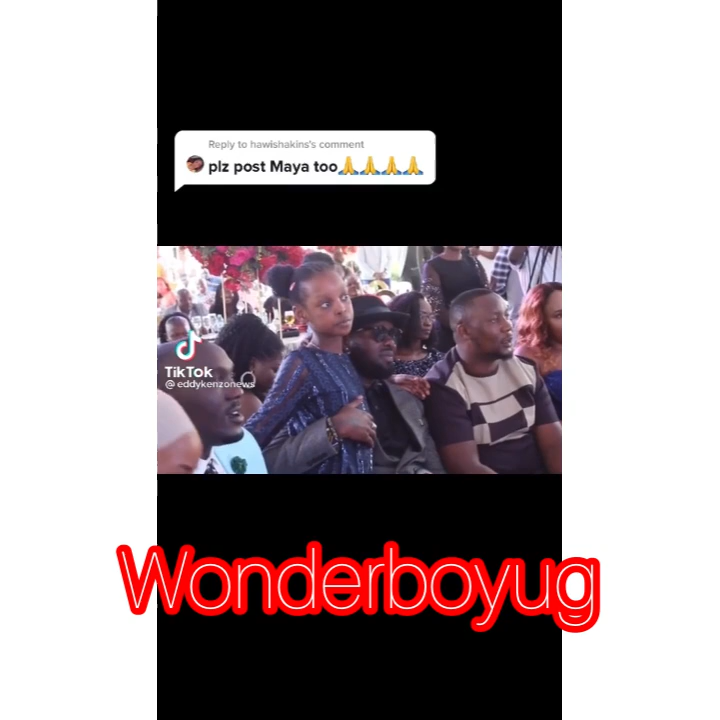 Reply to hawishakins's comment
plz post Maya too🙏🙏🙏🙏
TikTok
@eddykenzonews
Wonderboyug